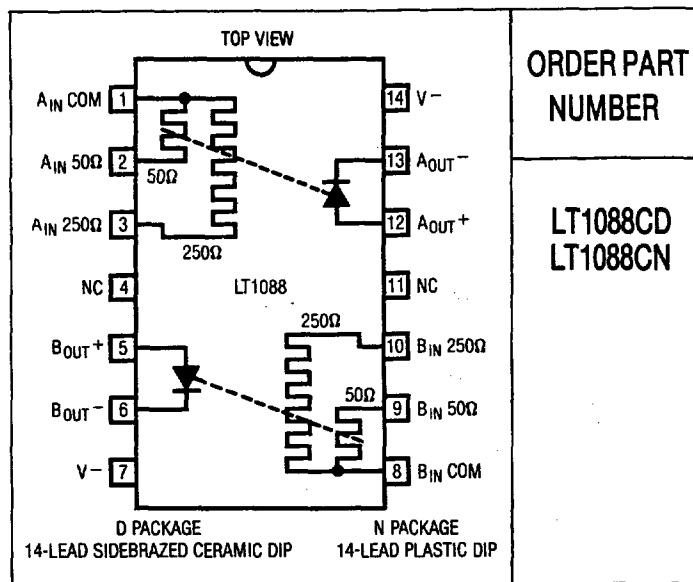 TOP VIEW
ORDER PART
NUMBER
A_IN COM 1
14 V−
A_IN 50Ω 2
50Ω
13 A_OUT−
A_IN 250Ω 3
250Ω
12 A_OUT+
NC 4
LT1088
11 NC
LT1088CD
LT1088CN
B_OUT+ 5
250Ω
10 B_IN 250Ω
B_OUT− 6
50Ω
9 B_IN 50Ω
V− 7
8 B_IN COM
D PACKAGE
14-LEAD SIDEBRAZED CERAMIC DIP
N PACKAGE
14-LEAD PLASTIC DIP